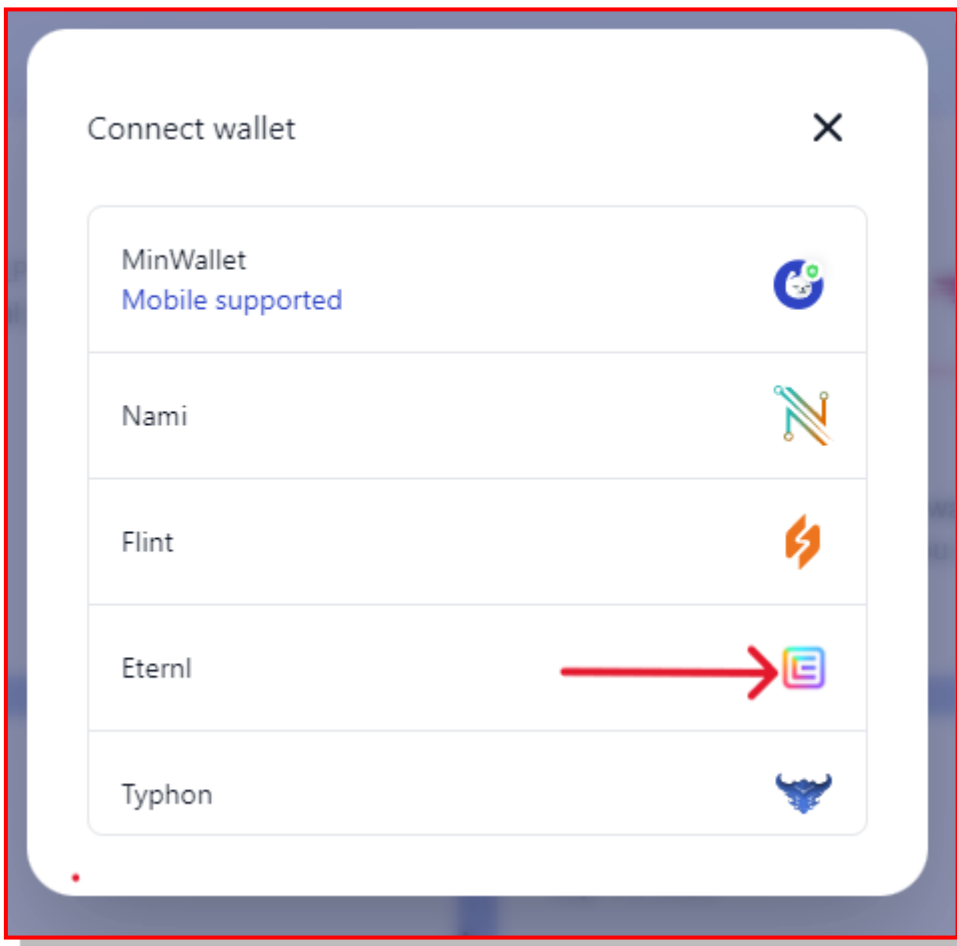 Connect wallet
MinWallet
Mobile supported
Nami
Flint
Eternl
Typhon